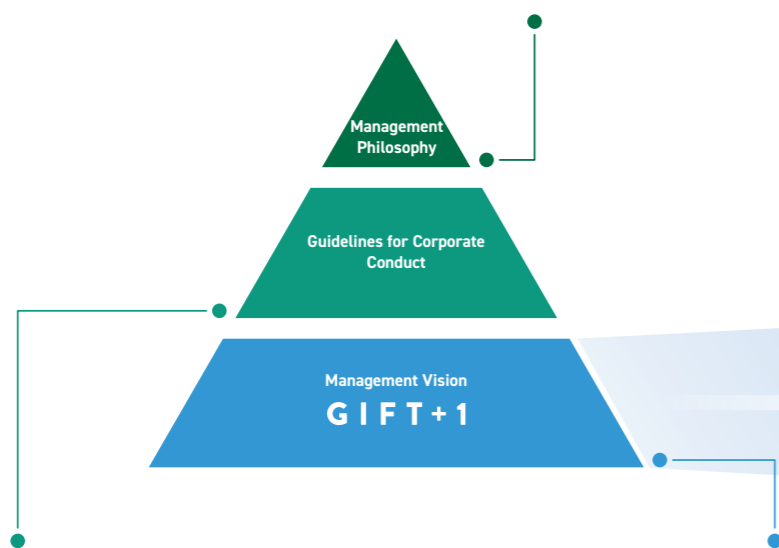 Management
Philosophy
Guidelines for Corporate
Conduct
Management Vision
GIFT+1